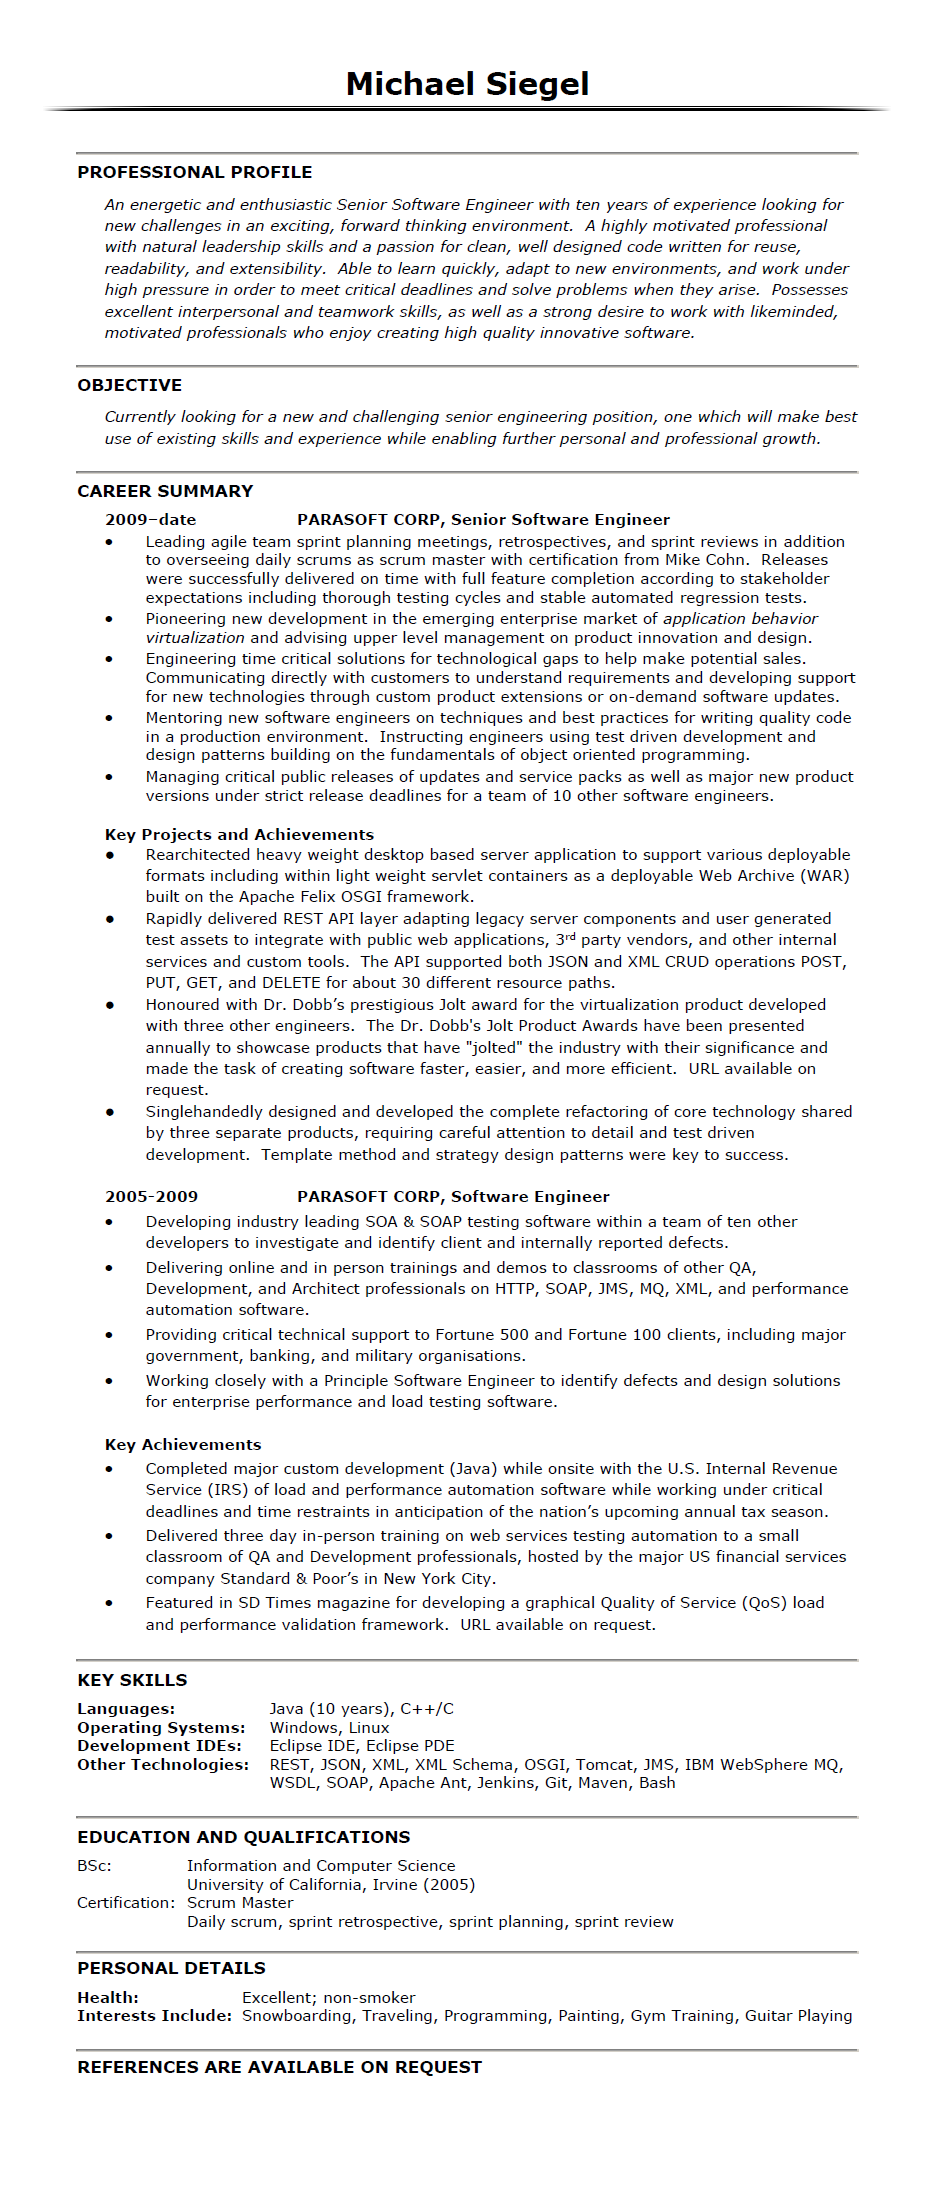 Michael Siegel
PROFESSIONAL PROFILE
An energetic and enthusiastic Senior Software Engineer with ten years of experience looking for
new challenges in an exciting, forward thinking environment.  A highly motivated professional
with natural leadership skills and a passion for clean, well designed code written for reuse,
readability, and extensibility.  Able to learn quickly, adapt to new environments, and work under
high pressure in order to meet critical deadlines and solve problems when they arise.  Possesses
excellent interpersonal and teamwork skills, as well as a strong desire to work with likeminded,
motivated professionals who enjoy creating high quality innovative software.
OBJECTIVE
Currently looking for a new and challenging senior engineering position, one which will make best
use of existing skills and experience while enabling further personal and professional growth.
CAREER SUMMARY
2009–date PARASOFT CORP, Senior Software Engineer
• Leading agile team sprint planning meetings, retrospectives, and sprint reviews in addition
to overseeing daily scrums as scrum master with certification from Mike Cohn.  Releases
were successfully delivered on time with full feature completion according to stakeholder
expectations including thorough testing cycles and stable automated regression tests.
• Pioneering new development in the emerging enterprise market of application behavior
virtualization and advising upper level management on product innovation and design.
• Engineering time critical solutions for technological gaps to help make potential sales.
Communicating directly with customers to understand requirements and developing support
for new technologies through custom product extensions or on-demand software updates.
• Mentoring new software engineers on techniques and best practices for writing quality code
in a production environment.  Instructing engineers using test driven development and
design patterns building on the fundamentals of object oriented programming.
• Managing critical public releases of updates and service packs as well as major new product
versions under strict release deadlines for a team of 10 other software engineers.
Key Projects and Achievements
• Rearchitected heavy weight desktop based server application to support various deployable
formats including within light weight servlet containers as a deployable Web Archive (WAR)
built on the Apache Felix OSGI framework.
• Rapidly delivered REST API layer adapting legacy server components and user generated
test assets to integrate with public web applications, 3rd party vendors, and other internal
services and custom tools.  The API supported both JSON and XML CRUD operations POST,
PUT, GET, and DELETE for about 30 different resource paths.
• Honoured with Dr. Dobb’s prestigious Jolt award for the virtualization product developed
with three other engineers.  The Dr. Dobb's Jolt Product Awards have been presented
annually to showcase products that have "jolted" the industry with their significance and
made the task of creating software faster, easier, and more efficient.  URL available on
request.
• Singlehandedly designed and developed the complete refactoring of core technology shared
by three separate products, requiring careful attention to detail and test driven
development.  Template method and strategy design patterns were key to success.
2005-2009 PARASOFT CORP, Software Engineer
• Developing industry leading SOA & SOAP testing software within a team of ten other
developers to investigate and identify client and internally reported defects.
• Delivering online and in person trainings and demos to classrooms of other QA,
Development, and Architect professionals on HTTP, SOAP, JMS, MQ, XML, and performance
automation software.
• Providing critical technical support to Fortune 500 and Fortune 100 clients, including major
government, banking, and military organisations.
• Working closely with a Principle Software Engineer to identify defects and design solutions
for enterprise performance and load testing software.
Key Achievements
• Completed major custom development (Java) while onsite with the U.S. Internal Revenue
Service (IRS) of load and performance automation software while working under critical
deadlines and time restraints in anticipation of the nation’s upcoming annual tax season.
• Delivered three day in-person training on web services testing automation to a small
classroom of QA and Development professionals, hosted by the major US financial services
company Standard & Poor’s in New York City.
• Featured in SD Times magazine for developing a graphical Quality of Service (QoS) load
and performance validation framework.  URL available on request.
KEY SKILLS
Languages: Java (10 years), C++/C
Operating Systems: Windows, Linux
Development IDEs: Eclipse IDE, Eclipse PDE
Other Technologies: REST, JSON, XML, XML Schema, OSGI, Tomcat, JMS, IBM WebSphere MQ,
WSDL, SOAP, Apache Ant, Jenkins, Git, Maven, Bash
EDUCATION AND QUALIFICATIONS
BSc: Information and Computer Science
University of California, Irvine (2005)
Certification: Scrum Master
Daily scrum, sprint retrospective, sprint planning, sprint review
PERSONAL DETAILS
Health: Excellent; non-smoker
Interests Include: Snowboarding, Traveling, Programming, Painting, Gym Training, Guitar Playing
REFERENCES ARE AVAILABLE ON REQUEST